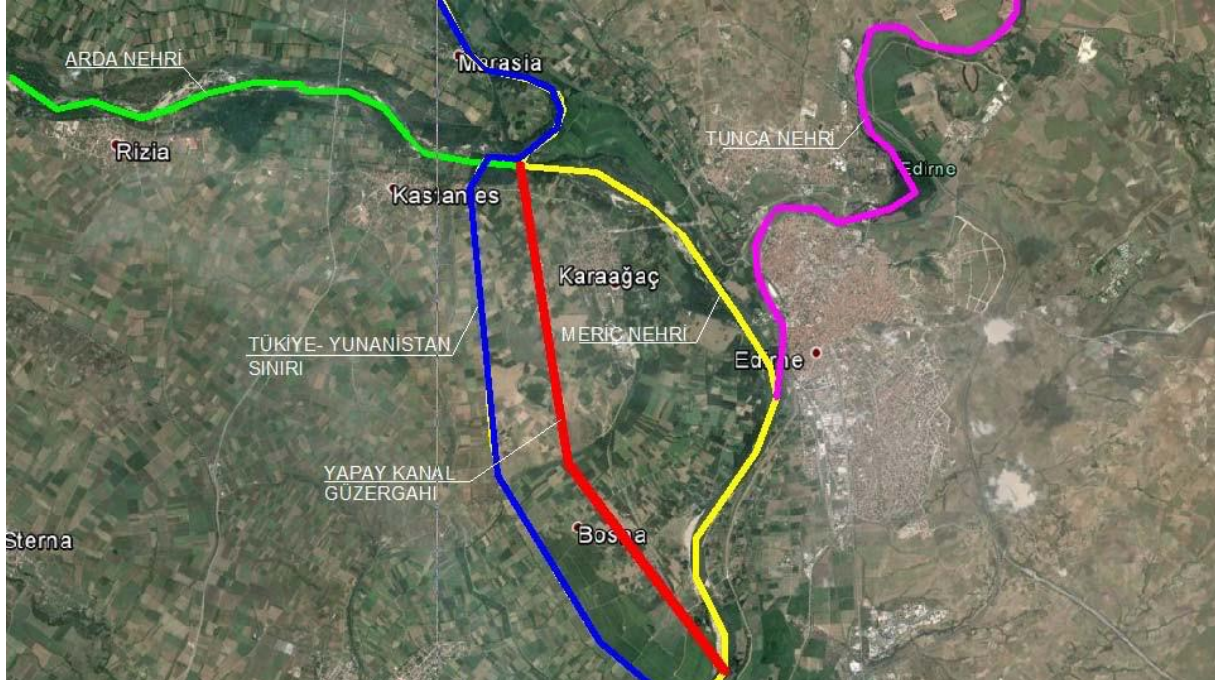 ARDA NEHRİ
Marasia
TUNCA NEHRİ
Rizia
Edirne
Kastanies
Karaağaç
MERİÇ NEHRİ
TÜKİYE- YUNANİSTAN
SINIRI
Edirne
YAPAY KANAL
GÜZERGAHI
Bosna
Sterna